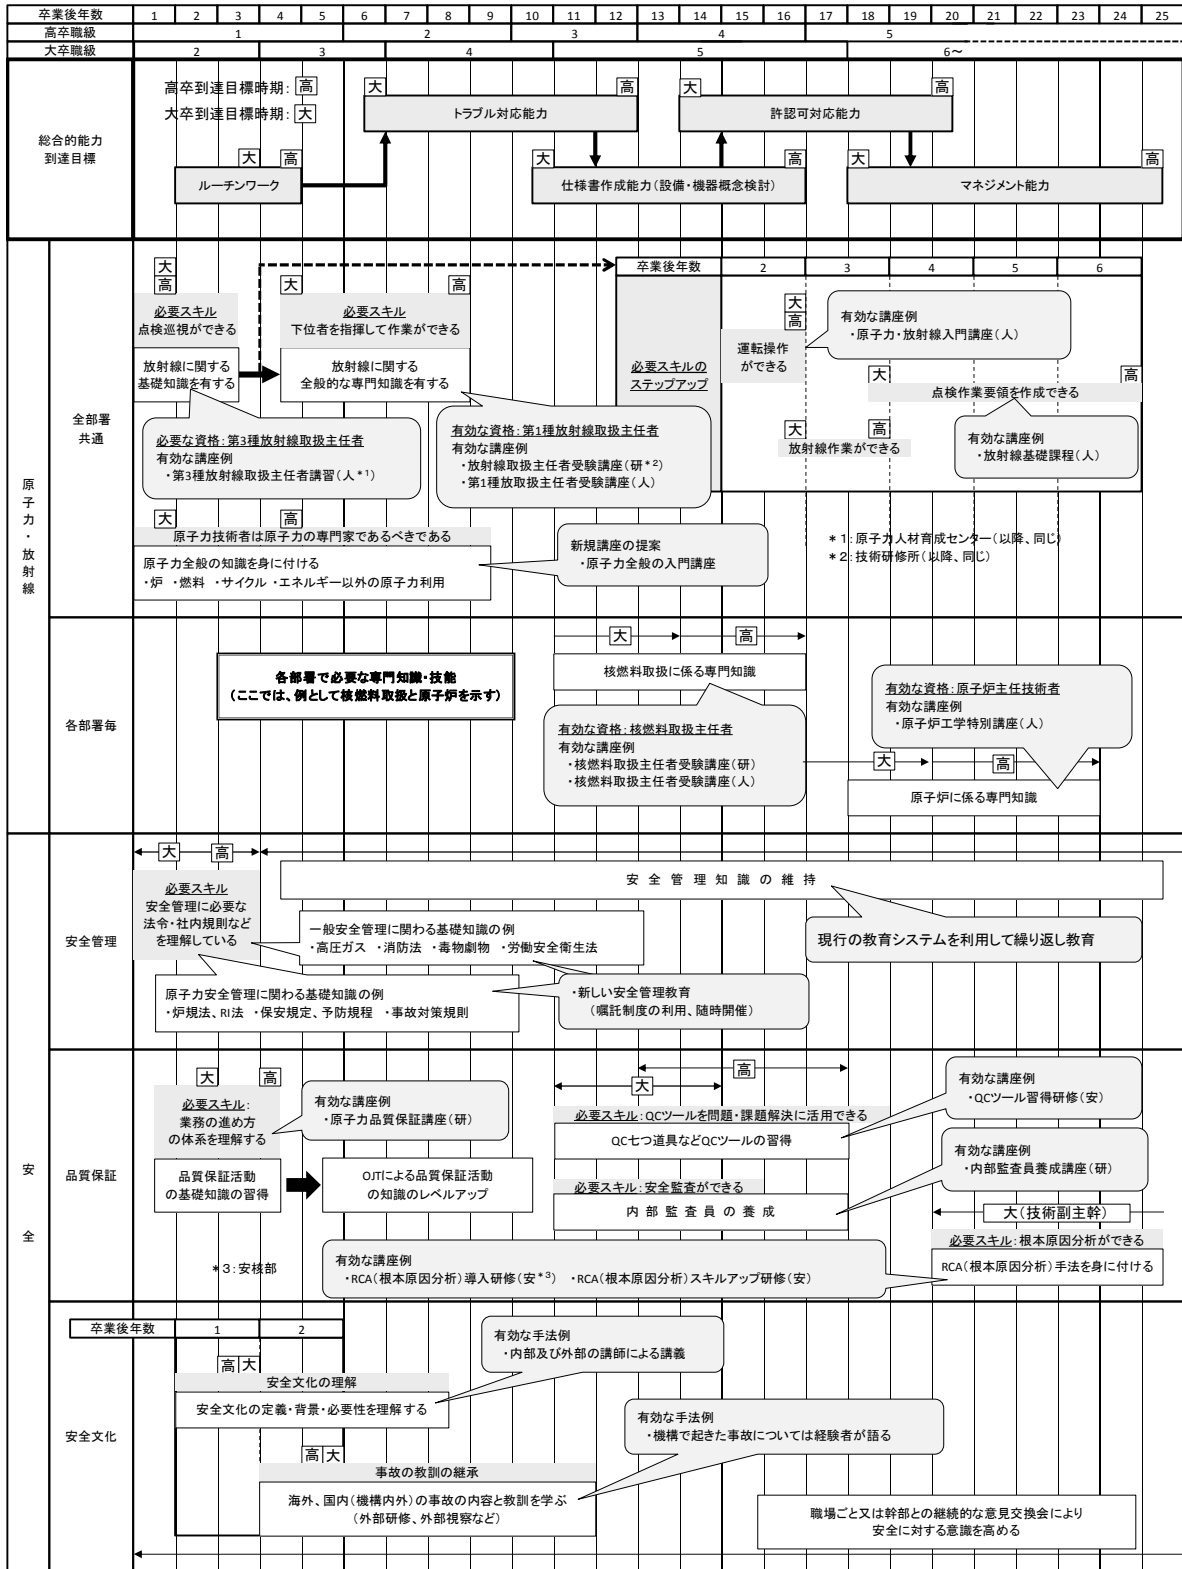 卒業後年数 1 2 3 4 5 6 7 8 9 10 11 12 13 14 15 16 17 18 19 20 21 22 23 24 25
高卒職級 1 2 3 4 5
大卒職級 2 3 4 5 6～
総合的能力
到達目標
高卒到達目標時期: 高
大卒到達目標時期: 大
大 高
トラブル対応能力
大 高
許認可対応能力
大 高
ルーチンワーク
大 高
仕様書作成能力(設備・機器概念検討)
大 高
マネジメント能力
原子力・放射線
全部署
共通
大
高
必要スキル
点検巡視ができる
放射線に関する
基礎知識を有する
大 高
必要スキル
下位者を指揮して作業ができる
放射線に関する
全般的な専門知識を有する
必要な資格:第3種放射線取扱主任者
有効な講座例
・第3種放射線取扱主任者講習(人*1)
有効な資格:第1種放射線取扱主任者
有効な講座例
・放射線取扱主任者受験講座(研*2)
・第1種放取扱主任者受験講座(人)
卒業後年数 2 3 4 5 6
必要スキルの
ステップアップ
大
高
運転操作
ができる
有効な講座例
・原子力・放射線入門講座(人)
大 高
点検作業要領を作成できる
大 高
放射線作業ができる
有効な講座例
・放射線基礎課程(人)
大 高
原子力技術者は原子力の専門家であるべきである
原子力全般の知識を身に付ける
・炉 ・燃料 ・サイクル ・エネルギー以外の原子力利用
新規講座の提案
・原子力全般の入門講座
*1:原子力人材育成センター(以降、同じ)
*2:技術研修所(以降、同じ)
各部署毎
各部署で必要な専門知識・技能
(ここでは、例として核燃料取扱と原子炉を示す)
大 高
核燃料取扱に係る専門知識
有効な資格:核燃料取扱主任者
有効な講座例
・核燃料取扱主任者受験講座(研)
・核燃料取扱主任者受験講座(人)
有効な資格:原子炉主任技術者
有効な講座例
・原子炉工学特別講座(人)
大 高
原子炉に係る専門知識
安全
安全管理
大 高
必要スキル
安全管理に必要な
法令・社内規則など
を理解している
安全管理知識の維持
一般安全管理に関わる基礎知識の例
・高圧ガス ・消防法 ・毒物劇物 ・労働安全衛生法
現行の教育システムを利用して繰り返し教育
原子力安全管理に関わる基礎知識の例
・炉規法、RI法 ・保安規定、予防規程 ・事故対策規則
・新しい安全管理教育
(嘱託制度の利用、随時開催)
品質保証
大 高
必要スキル:
業務の進め方
の体系を理解する
有効な講座例
・原子力品質保証講座(研)
品質保証活動
の基礎知識の習得
OJTによる品質保証活動
の知識のレベルアップ
高
大
必要スキル:QCツールを問題・課題解決に活用できる
QC七つ道具などQCツールの習得
有効な講座例
・QCツール習得研修(安)
必要スキル:安全監査ができる
内部監査員の養成
有効な講座例
・内部監査員養成講座(研)
大(技術副主幹)
必要スキル:根本原因分析ができる
RCA(根本原因分析)手法を身に付ける
*3:安核部
有効な講座例
・RCA(根本原因分析)導入研修(安*3) ・RCA(根本原因分析)スキルアップ研修(安)
安全文化
卒業後年数 1 2
高 大
安全文化の理解
安全文化の定義・背景・必要性を理解する
有効な手法例
・内部及び外部の講師による講義
高 大
事故の教訓の継承
海外、国内(機構内外)の事故の内容と教訓を学ぶ
(外部研修、外部視察など)
有効な手法例
・機構で起きた事故については経験者が語る
職場ごと又は幹部との継続的な意見交換会により
安全に対する意識を高める